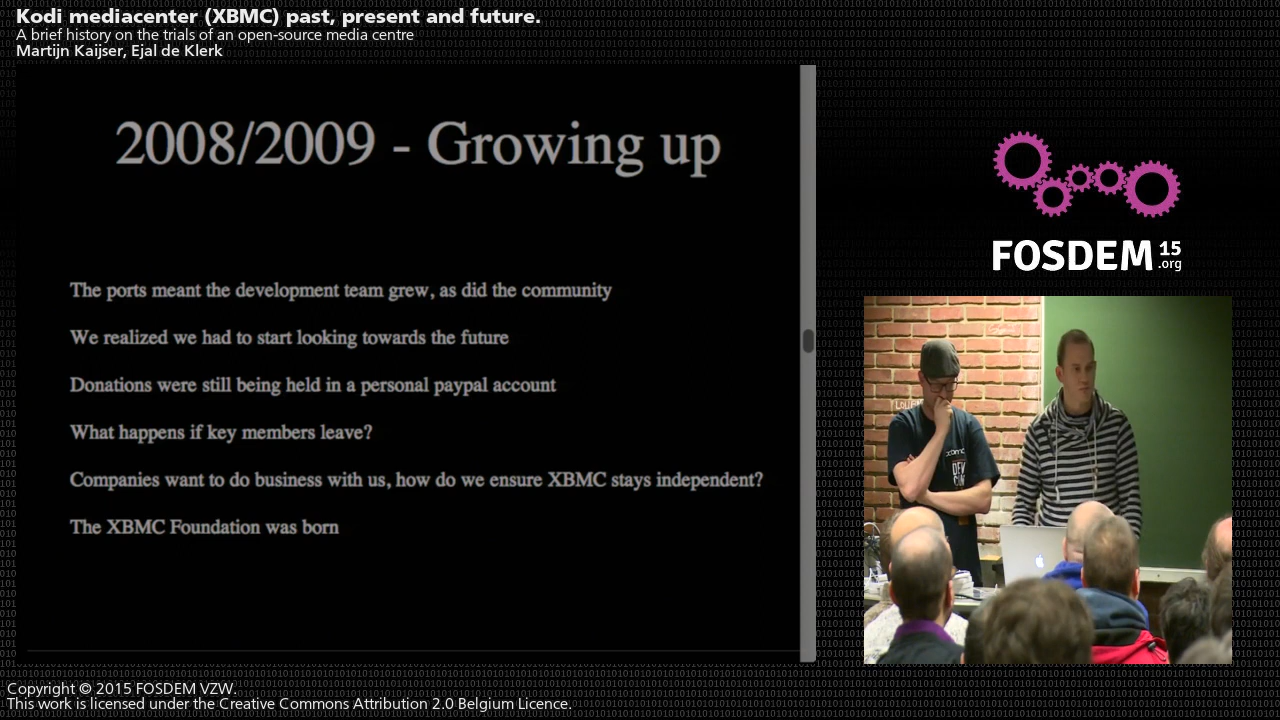 Kodi mediacenter (XBMC) past, present and future.
A brief history on the trials of an open-source media centre
Martijn Kaijser, Ejal de Klerk
2008/2009 - Growing up
The ports meant the development team grew, as did the community
We realized we had to start looking towards the future
Donations were still being held in a personal paypal account
What happens if key members leave?
Companies want to do business with us, how do we ensure XBMC stays independent?
The XBMC Foundation was born
FOSDEM 15
.org
DEV
Copyright © 2015 FOSDEM VZW.
This work is licensed under the Creative Commons Attribution 2.0 Belgium Licence.